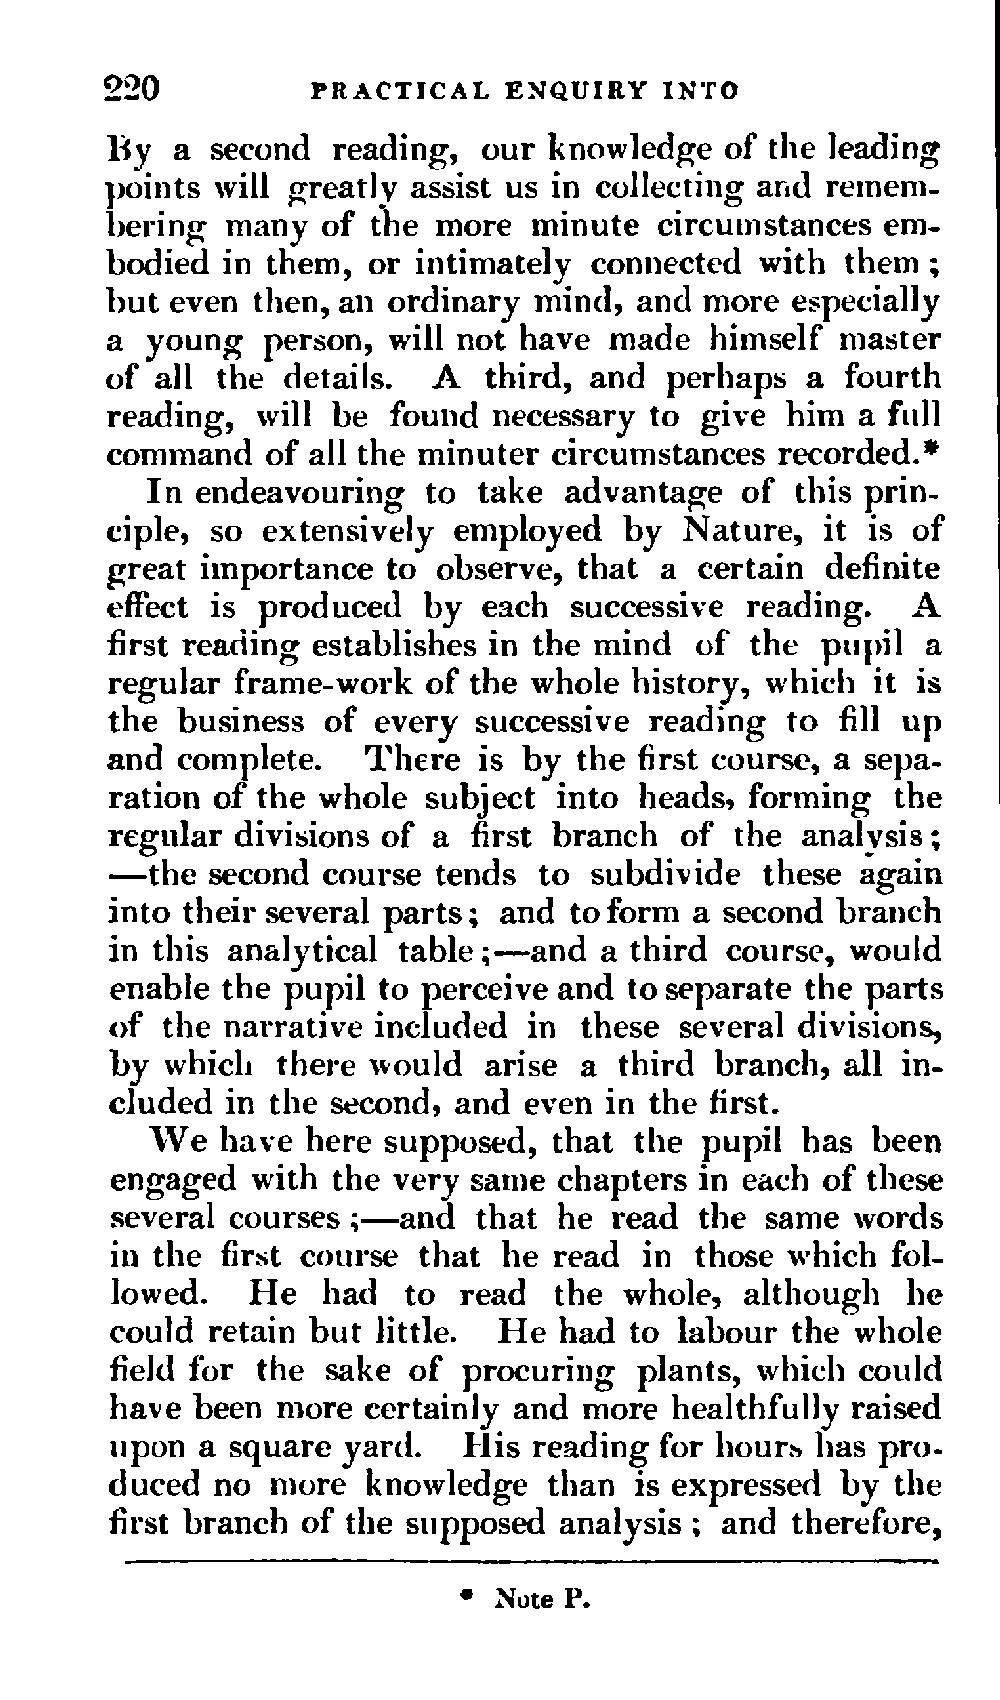 220 PRACTICAL ENQUIRY INTO
By a second reading, our knowledge of the leading
points will greatly assist us in collecting and remem-
bering many of the more minute circumstances em-
bodied in them, or intimately connected with them ;
but even then, an ordinary mind, and more especially
a young person, will not have made himself master
of all the details. A third, and perhaps a fourth
reading, will be found necessary to give him a full
command of all the minuter circumstances recorded.*
In endeavouring to take advantage of this prin-
ciple, so extensively employed by Nature, it is of
great importance to observe, that a certain definite
effect is produced by each successive reading. A
first reading establishes in the mind of the pupil a
regular frame-work of the whole history, which it is
the business of every successive reading to fill up
and complete. There is by the first course, a sepa-
ration of the whole subject into heads, forming the
regular divisions of a first branch of the analysis ;
—the second course tends to subdivide these again
into their several parts ; and to form a second branch
in this analytical table ;—and a third course, would
enable the pupil to perceive and to separate the parts
of the narrative included in these several divisions,
by which there would arise a third branch, all in-
cluded in the second, and even in the first.
We have here supposed, that the pupil has been
engaged with the very same chapters in each of these
several courses ;—and that he read the same words
in the first course that he read in those which fol-
lowed. He had to read the whole, although he
could retain but little. He had to labour the whole
field for the sake of procuring plants, which could
have been more certainly and more healthfully raised
upon a square yard. His reading for hours has pro-
duced no more knowledge than is expressed by the
first branch of the supposed analysis ; and therefore,
* Note P.